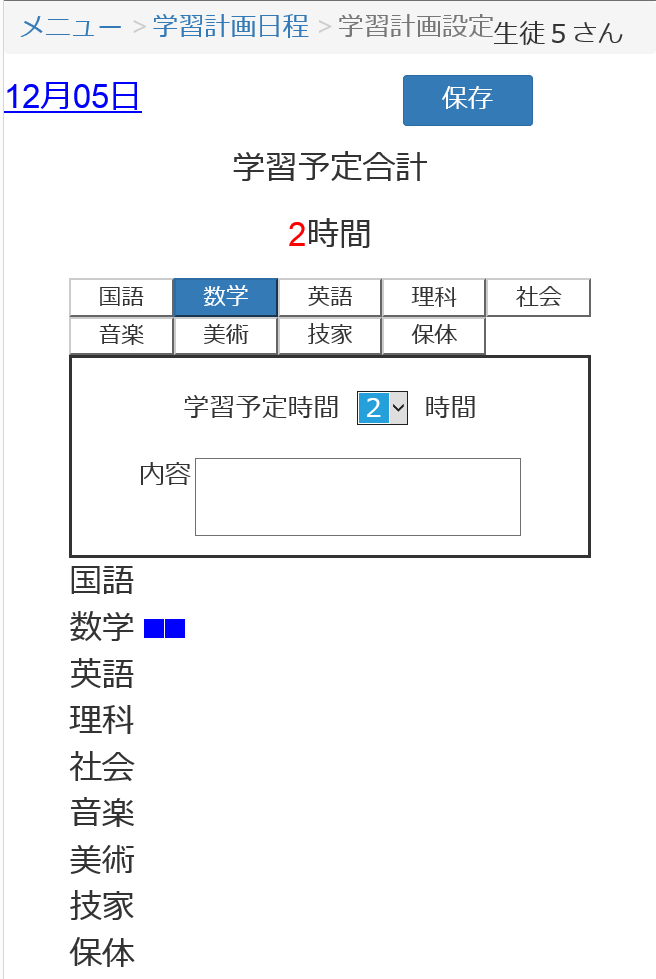 メニュー > 学習計画日程 > 学習計画設定生徒５さん
12月05日 保存
学習予定合計
2時間
国語 数学 英語 理科 社会
音楽 美術 技家 保体
学習予定時間 2 時間
内容
国語
数学
英語
理科
社会
音楽
美術
技家
保体